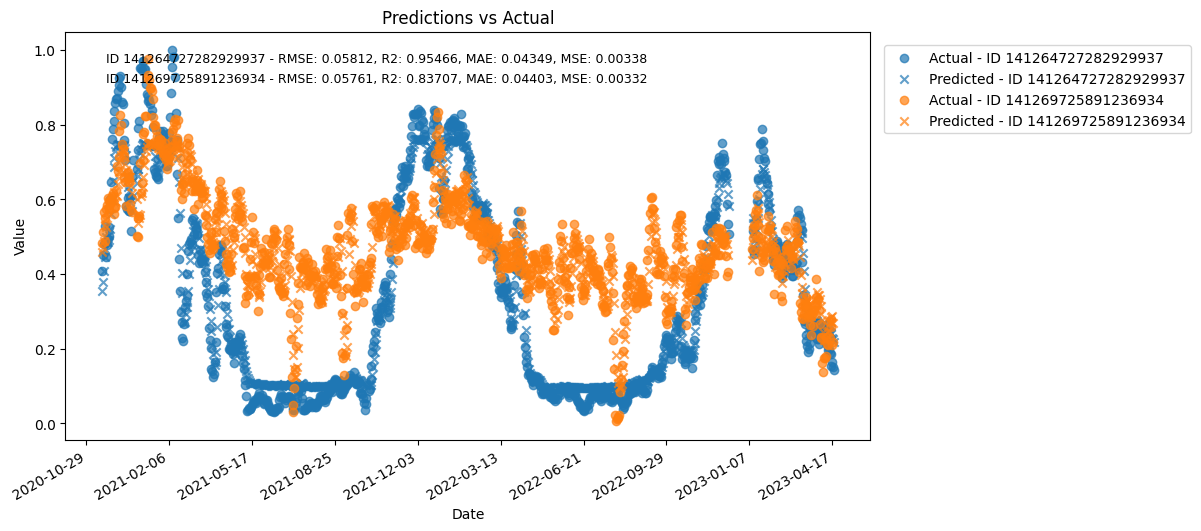 Predictions vs Actual
ID 141264727282929937 - RMSE: 0.05812, R2: 0.95466, MAE: 0.04349, MSE: 0.00338
ID 141269725891236934 - RMSE: 0.05761, R2: 0.83707, MAE: 0.04403, MSE: 0.00332
Actual - ID 141264727282929937
Predicted - ID 141264727282929937
Actual - ID 141269725891236934
Predicted - ID 141269725891236934
Value
1.0
0.8
0.6
0.4
0.2
0.0
2020-10-29
2021-02-06
2021-05-17
2021-08-25
2021-12-03
2022-03-13
2022-06-21
2022-09-29
2023-01-07
2023-04-17
Date